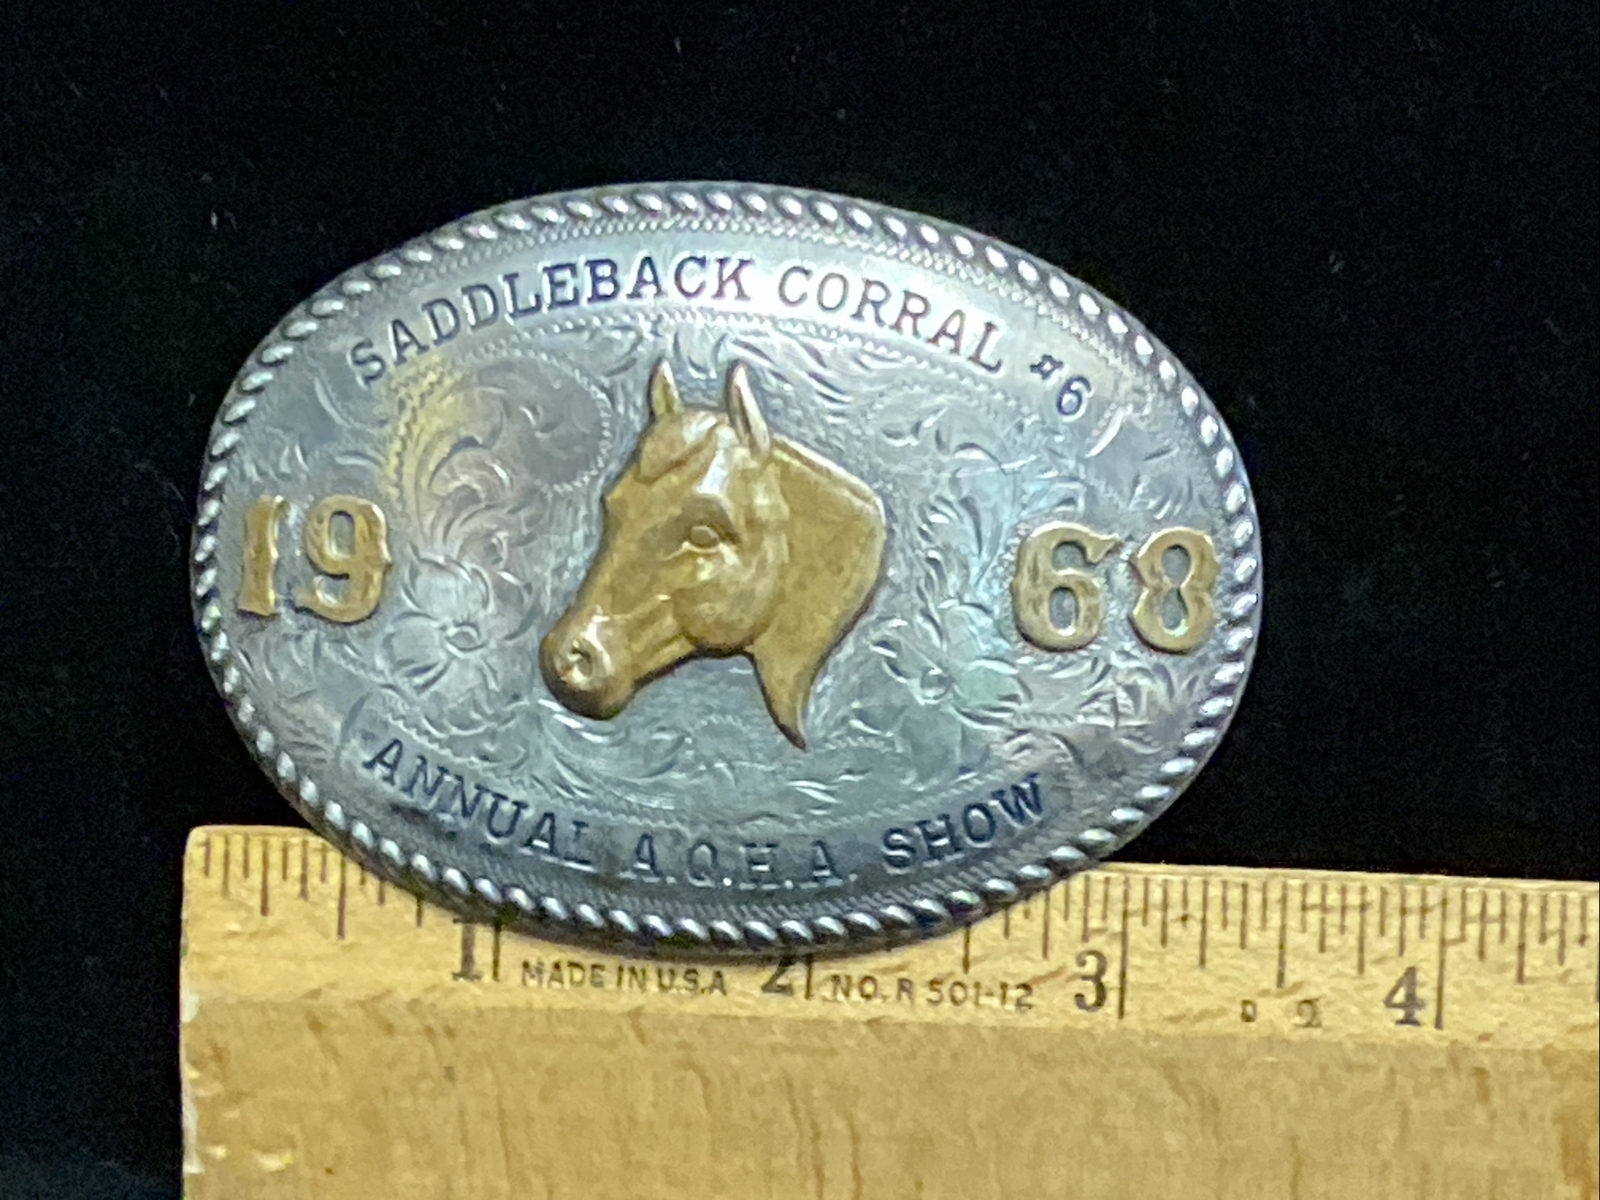 SADDLEBACK CORRAL #6
19 68
ANNUAL A.Q.H.A. SHOW
1 2 3 4
MADE IN U.S.A NO. R 501-12